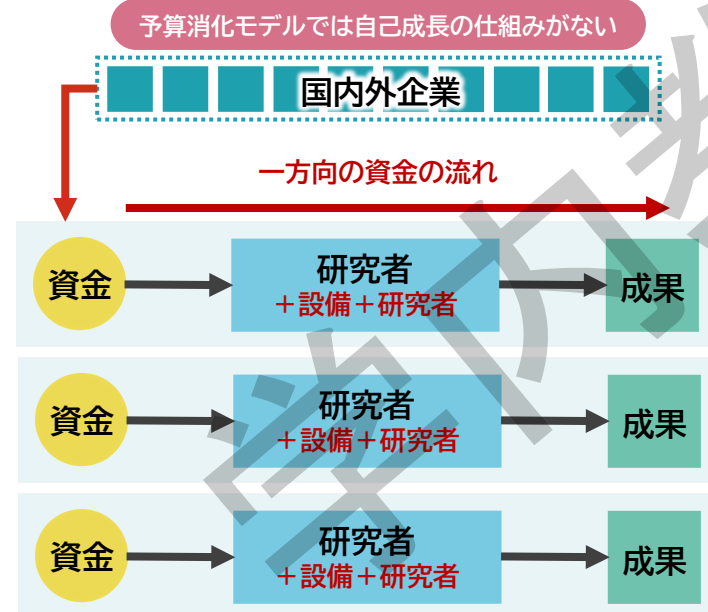 予算消化モデルでは自己成長の仕組みがない
国内外企業
一方向の資金の流れ
資金
研究者
+設備+研究者
成果
資金
研究者
+設備+研究者
成果
資金
研究者
+設備+研究者
成果
学内